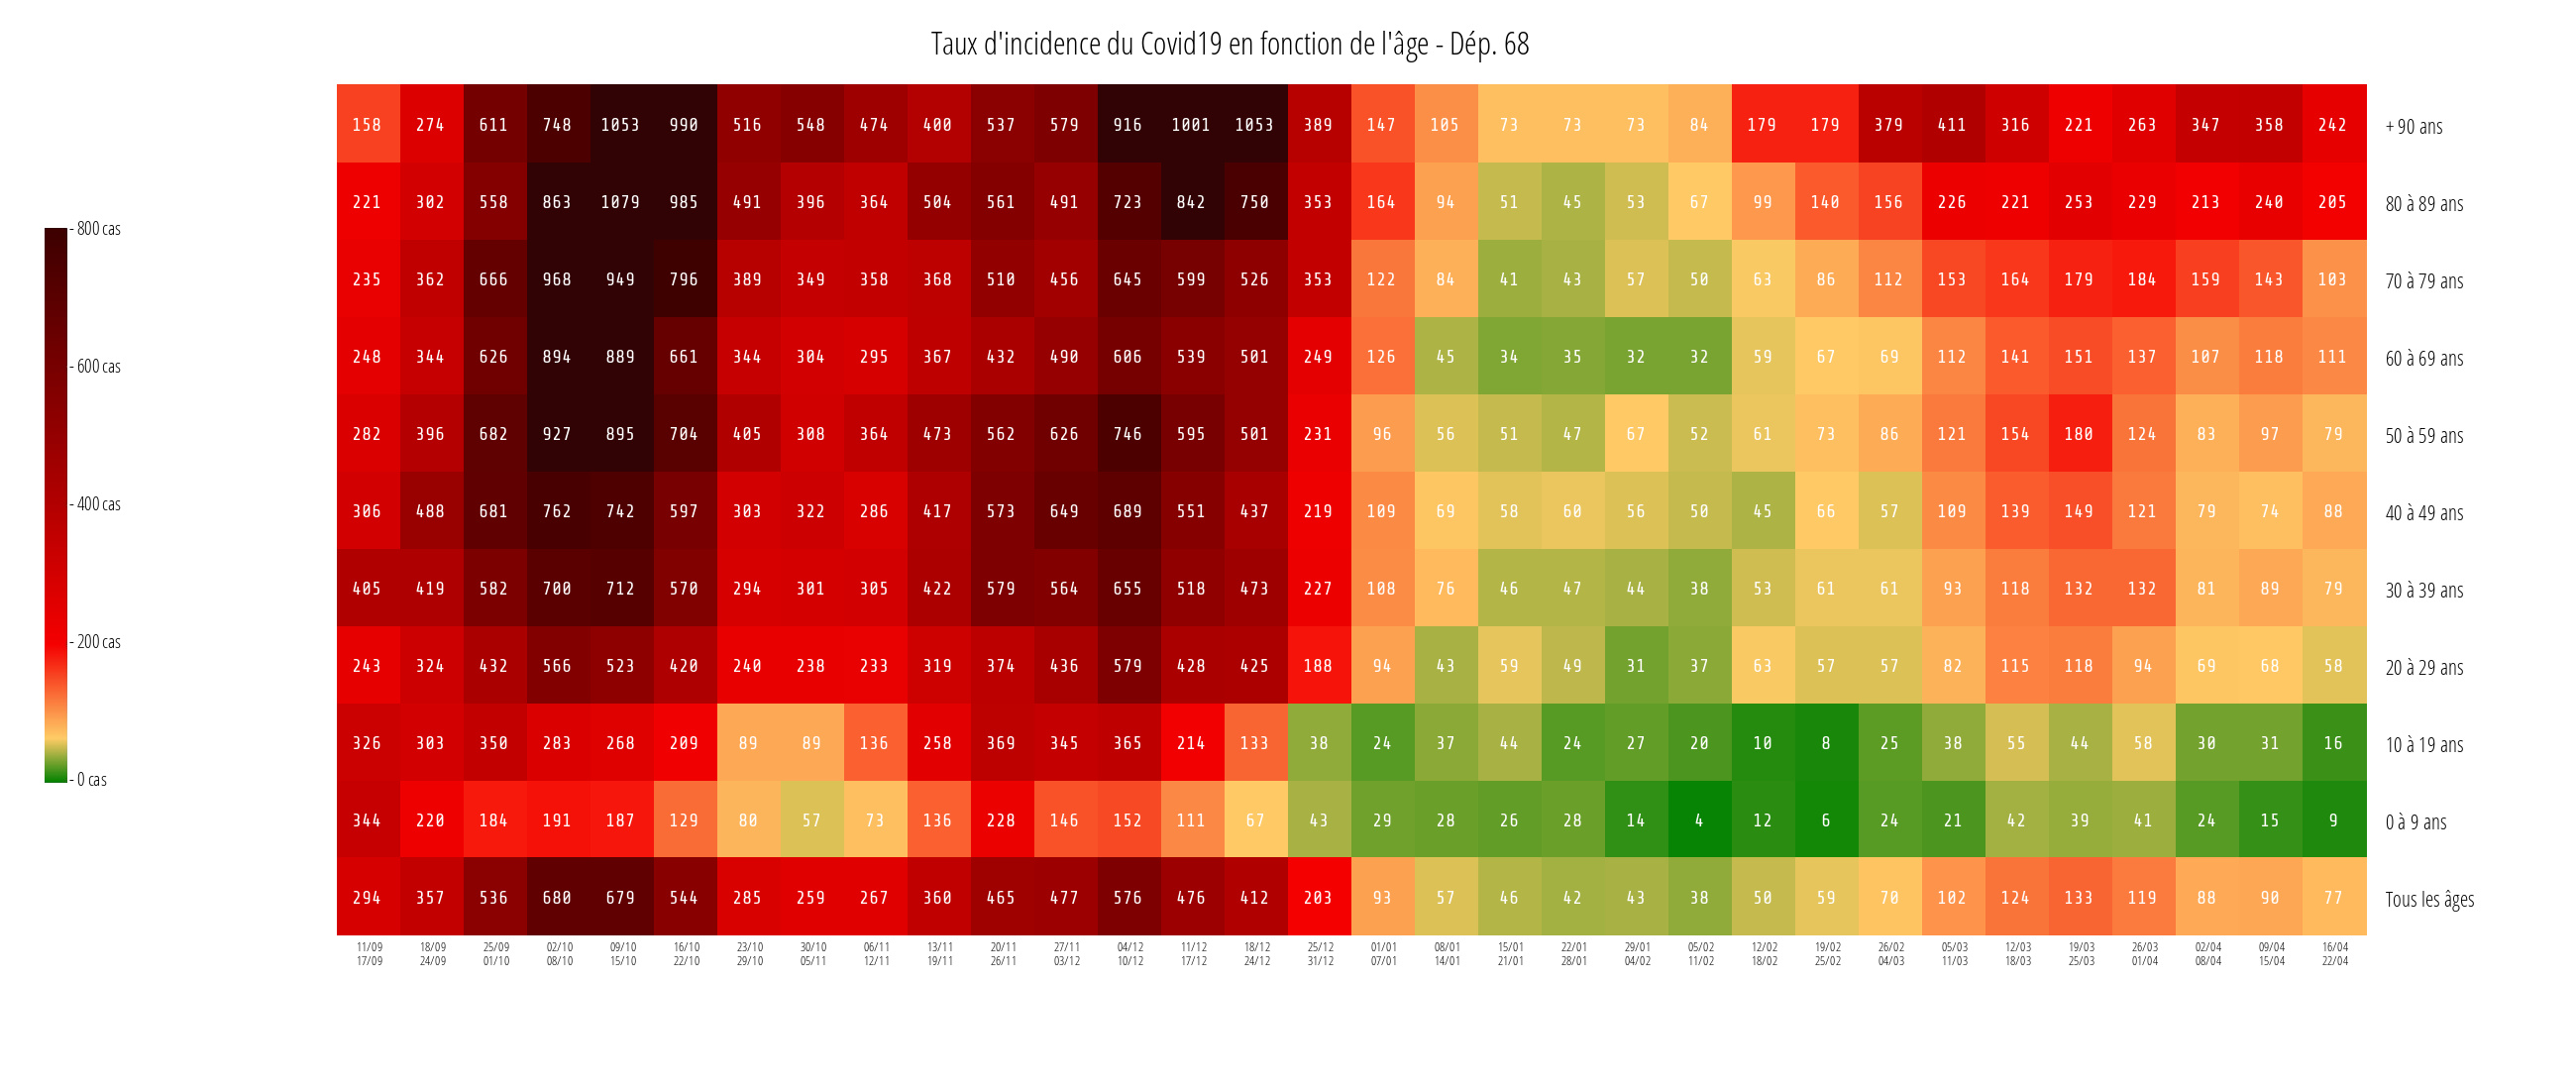 Taux d'incidence du Covid19 en fonction de l'âge - Dép. 68
158 274 611 748 1053 990 516 548 474 400 537 579 916 1001 1053 389 147 105 73 73 73 84 179 179 379 411 316 221 263 347 358 242 + 90 ans
221 302 558 863 1079 985 491 396 364 504 561 491 723 842 750 353 164 94 51 45 53 67 99 140 156 226 221 253 229 213 240 205 80 à 89 ans
- 800 cas
235 362 666 968 949 796 389 349 358 368 510 456 645 599 526 353 122 84 41 43 57 50 63 86 112 153 164 179 184 159 143 103 70 à 79 ans
248 344 626 894 889 661 344 304 295 367 432 490 606 539 501 249 126 45 34 35 32 32 59 67 69 112 141 151 137 107 118 111 60 à 69 ans
- 600 cas
282 396 682 927 895 704 405 308 364 473 562 626 746 595 501 231 96 56 51 47 67 52 61 73 86 121 154 180 124 83 97 79 50 à 59 ans
- 400 cas
306 488 681 762 742 597 303 322 286 417 573 649 689 551 437 219 109 69 58 60 56 50 45 66 57 109 139 149 121 79 74 88 40 à 49 ans
405 419 582 700 712 570 294 301 305 422 579 564 655 518 473 227 108 76 46 47 44 38 53 61 61 93 118 132 132 81 89 79 30 à 39 ans
- 200 cas
243 324 432 566 523 420 240 238 233 319 374 436 579 428 425 188 94 43 59 49 31 37 63 57 57 82 115 118 94 69 68 58 20 à 29 ans
326 303 350 283 268 209 89 89 136 258 369 345 365 214 133 38 24 37 44 24 27 20 10 8 25 38 55 44 58 30 31 16 10 à 19 ans
- 0 cas
344 220 184 191 187 129 80 57 73 136 228 146 152 111 67 43 29 28 26 28 14 4 12 6 24 21 42 39 41 24 15 9 0 à 9 ans
294 357 536 680 679 544 285 259 267 360 465 477 576 476 412 203 93 57 46 42 43 38 50 59 70 102 124 133 119 88 90 77 Tous les âges
11/09 18/09 25/09 02/10 09/10 16/10 23/10 30/10 06/11 13/11 20/11 27/11 04/12 11/12 18/12 25/12 01/01 08/01 15/01 22/01 29/01 05/02 12/02 19/02 26/02 05/03 12/03 19/03 26/03 02/04 09/04 16/04
17/09 24/09 01/10 08/10 15/10 22/10 29/10 05/11 12/11 19/11 26/11 03/12 10/12 17/12 24/12 31/12 07/01 14/01 21/01 28/01 04/02 11/02 18/02 25/02 04/03 11/03 18/03 25/03 01/04 08/04 15/04 22/04